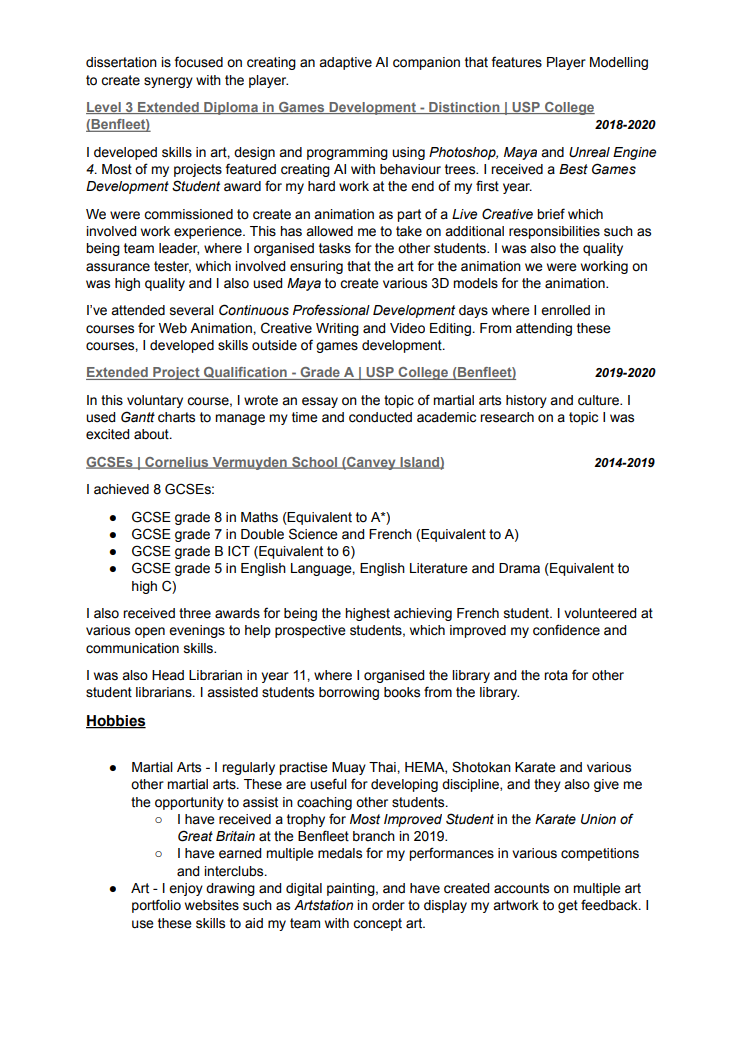 dissertation is focused on creating an adaptive AI companion that features Player Modelling
to create synergy with the player.
Level 3 Extended Diploma in Games Development - Distinction | USP College
(Benfleet) 2018-2020
I developed skills in art, design and programming using Photoshop, Maya and Unreal Engine
4. Most of my projects featured creating AI with behaviour trees. I received a Best Games
Development Student award for my hard work at the end of my first year.
We were commissioned to create an animation as part of a Live Creative brief which
involved work experience. This has allowed me to take on additional responsibilities such as
being team leader, where I organised tasks for the other students. I was also the quality
assurance tester, which involved ensuring that the art for the animation we were working on
was high quality and I also used Maya to create various 3D models for the animation.
I've attended several Continuous Professional Development days where I enrolled in
courses for Web Animation, Creative Writing and Video Editing. From attending these
courses, I developed skills outside of games development.
Extended Project Qualification - Grade A | USP College (Benfleet) 2019-2020
In this voluntary course, I wrote an essay on the topic of martial arts history and culture. I
used Gantt charts to manage my time and conducted academic research on a topic I was
excited about.
GCSEs | Cornelius Vermuyden School (Canvey Island) 2014-2019
I achieved 8 GCSEs:
● GCSE grade 8 in Maths (Equivalent to A*)
● GCSE grade 7 in Double Science and French (Equivalent to A)
● GCSE grade B ICT (Equivalent to 6)
● GCSE grade 5 in English Language, English Literature and Drama (Equivalent to
high C)
I also received three awards for being the highest achieving French student. I volunteered at
various open evenings to help prospective students, which improved my confidence and
communication skills.
I was also Head Librarian in year 11, where I organised the library and the rota for other
student librarians. I assisted students borrowing books from the library.
Hobbies
● Martial Arts - I regularly practise Muay Thai, HEMA, Shotokan Karate and various
other martial arts. These are useful for developing discipline, and they also give me
the opportunity to assist in coaching other students.
○ I have received a trophy for Most Improved Student in the Karate Union of
Great Britain at the Benfleet branch in 2019.
○ I have earned multiple medals for my performances in various competitions
and interclubs.
● Art - I enjoy drawing and digital painting, and have created accounts on multiple art
portfolio websites such as Artstation in order to display my artwork to get feedback. I
use these skills to aid my team with concept art.